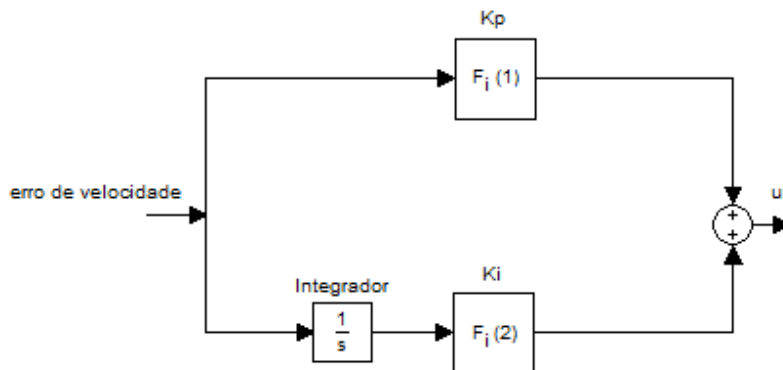 Kp
F_i (1)
erro de velocidade
u
+
+
Integrador
1
s
Ki
F_i (2)